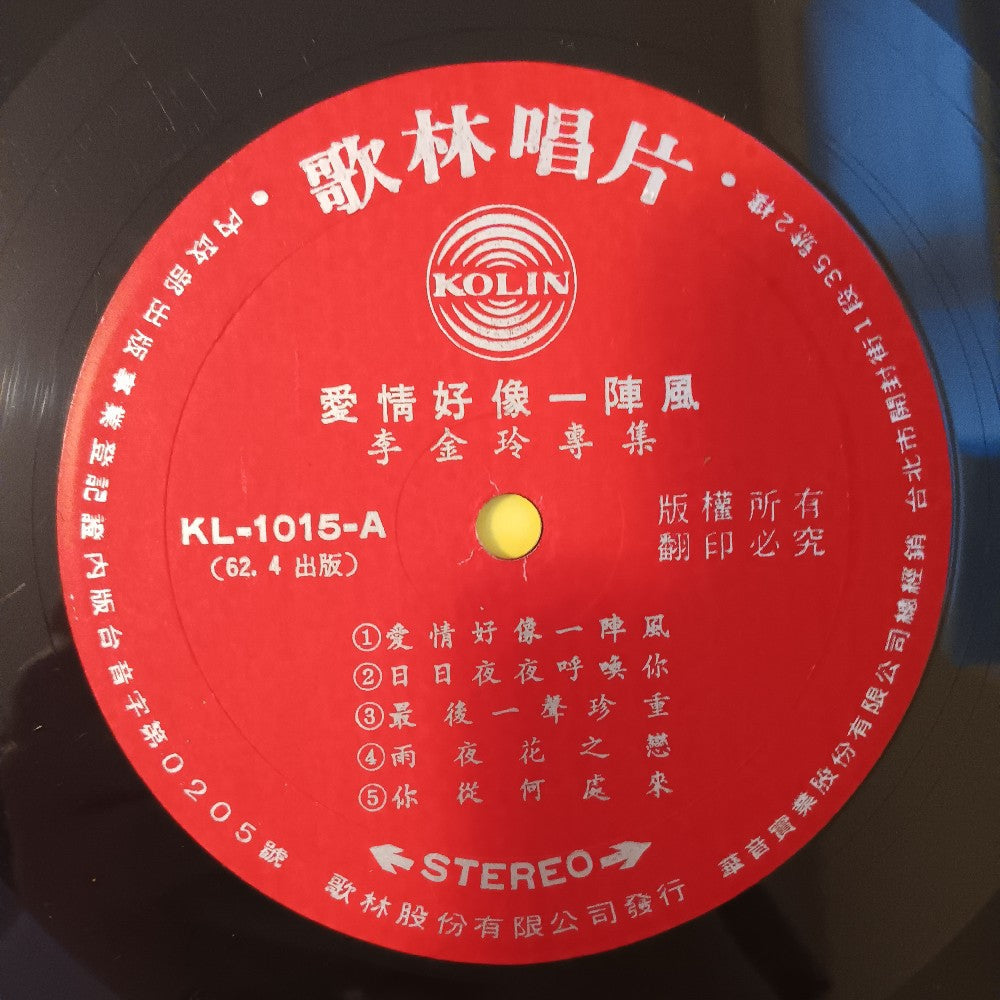 歌林唱片
KOLIN
愛情好像一陣風
李金玲專集
KL-1015-A
(62. 4 出版)
版權所有
翻印必究
①愛情好像一陣風
②日日夜夜呼喚你
③最後一聲珍重
④雨夜花之戀
⑤你從何處來
STEREO
內政部出版事業登記證內版台音字第0205號
歌林股份有限公司發行
華音實業股份有限公司總經銷 台北市開封街1段35號2樓